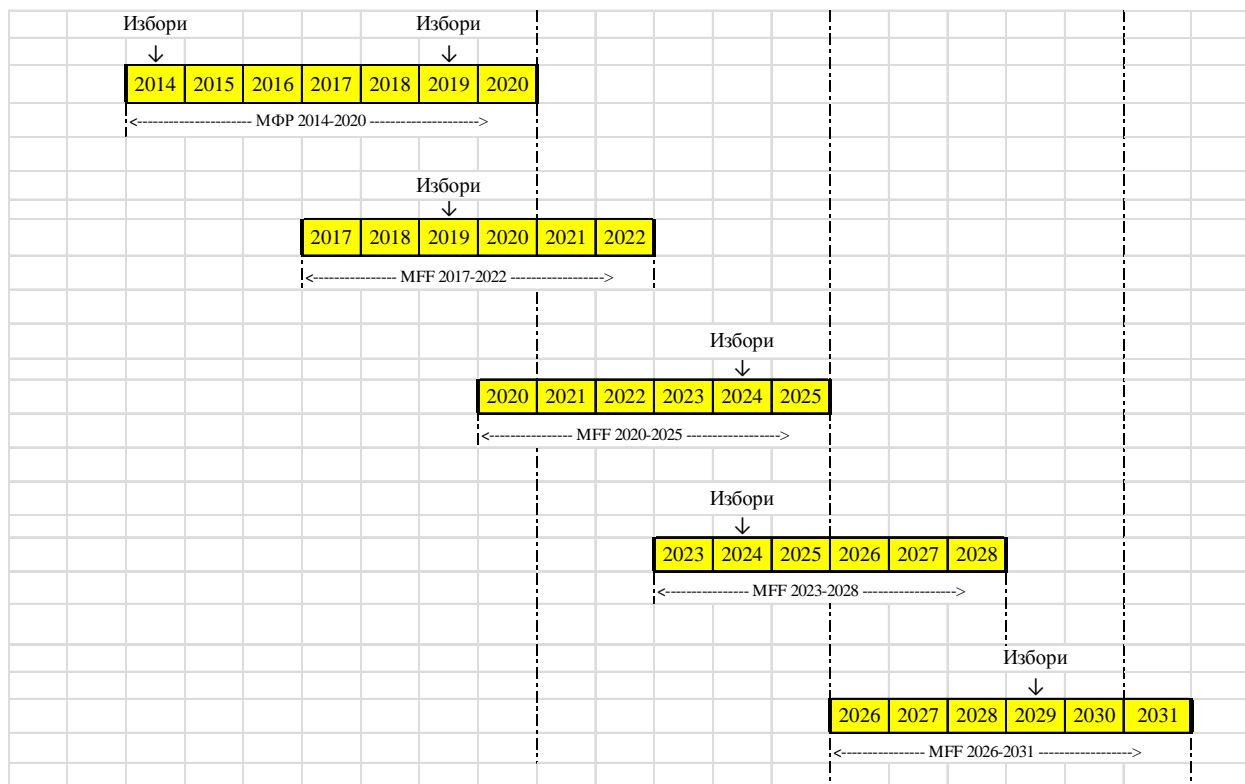 Избори Избори
2014 2015 2016 2017 2018 2019 2020
<---------------------- МФР 2014-2020 --------------------->
Избори
2017 2018 2019 2020 2021 2022
<---------------- MFF 2017-2022 ------------------>
Избори
2020 2021 2022 2023 2024 2025
<---------------- MFF 2020-2025 ------------------>
Избори
2023 2024 2025 2026 2027 2028
<---------------- MFF 2023-2028 ------------------>
Избори
2026 2027 2028 2029 2030 2031
<----------------- MFF 2026-2031 ------------------>